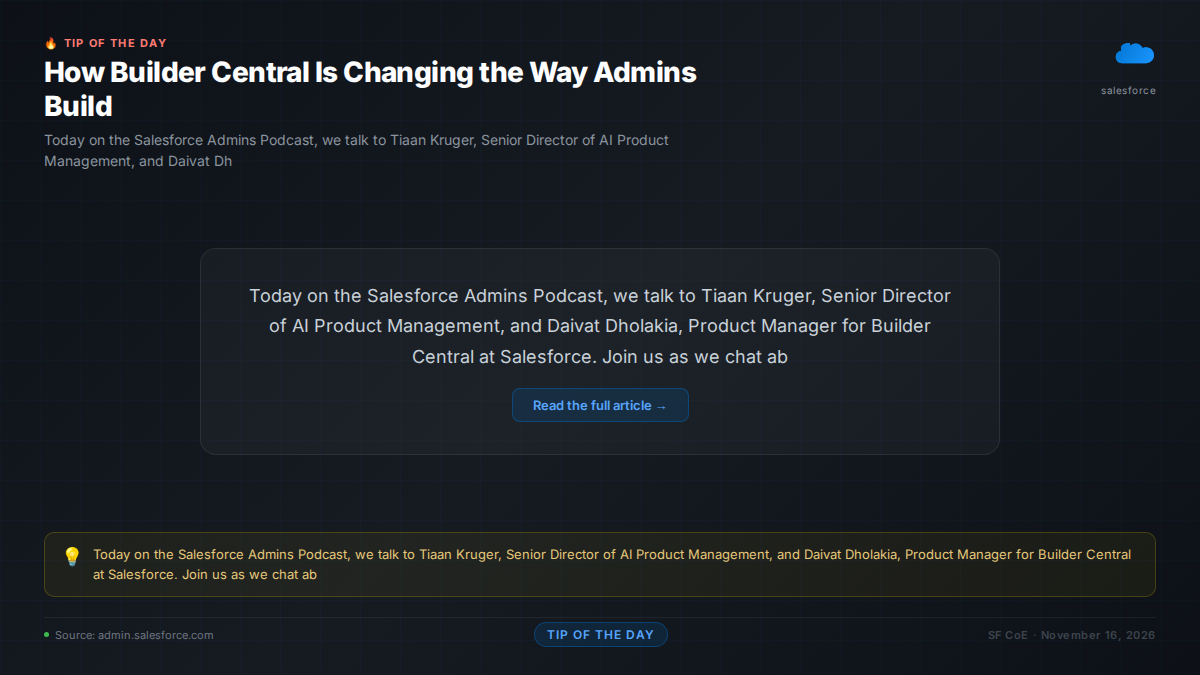 🔥 TIP OF THE DAY
How Builder Central Is Changing the Way Admins
Build
Today on the Salesforce Admins Podcast, we talk to Tiaan Kruger, Senior Director of AI Product
Management, and Daivat Dh
salesforce
Today on the Salesforce Admins Podcast, we talk to Tiaan Kruger, Senior Director
of AI Product Management, and Daivat Dholakia, Product Manager for Builder
Central at Salesforce. Join us as we chat ab
Read the full article →
💡 Today on the Salesforce Admins Podcast, we talk to Tiaan Kruger, Senior Director of AI Product Management, and Daivat Dholakia, Product Manager for Builder Central
at Salesforce. Join us as we chat ab
Source: admin.salesforce.com
TIP OF THE DAY
SF CoE · November 16, 2026